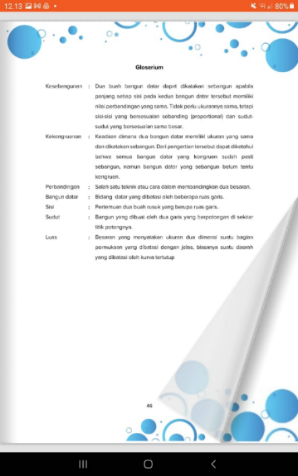 12.13
80%
Glosarium
Kesebangunan : Dua buah bangun datar dapat dikatakan sebangun apabila
panjang setiap sisi pada kedua bangun datar tersebut memiliki
nilai perbandingan yang sama. Tidak perlu ukurannya sama, tetapi
sisi-sisi yang bersesuaian sebanding (proportional) dan sudut-
sudut yang bersesuaian sama besar.
Kekongruenan : Keadaan dimana dua bangun datar memiliki ukuran yang sama
dan dikatakan sebangun. Dari pengertian tersebut dapat diketahui
bahwa semua bangun datar yang kongruen sudah pasti
sebangun, namun bangun datar yang sebangun belum tentu
kongruen.
Perbandingan : Salah satu teknik atau cara dalam membandingkan dua besaran.
Bangun datar : Bidang datar yang dibatasi oleh beberapa ruas garis.
Sisi : Pertemuan dua buah rusuk yang berupa ruas garis.
Sudut : Bangun yang dibuat oleh dua garis yang berpotongan di sekitar
titik potongnya.
Luas : Besaran yang menyatakan ukuran dua dimensi suatu bagian
permukaan yang dibatasi dengan jelas, biasanya suatu daerah
yang dibatasi oleh kurva tertutup
46